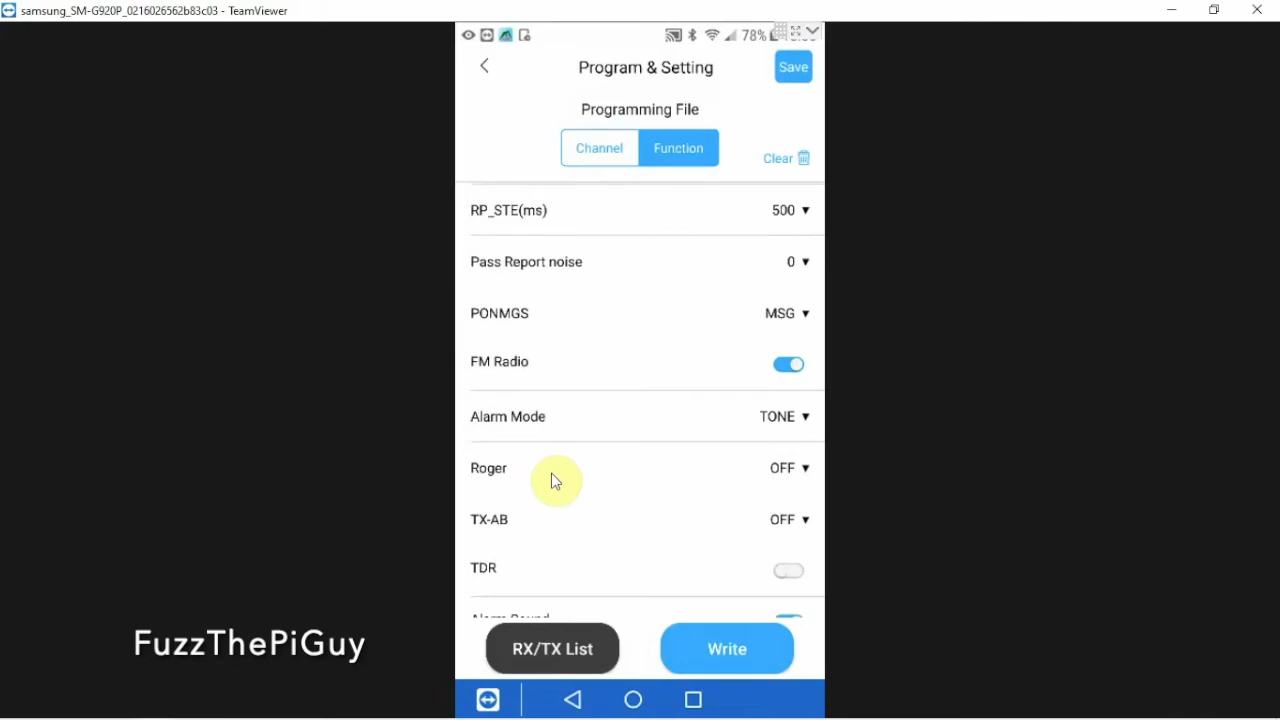 samsung_SM-G920P_0216026562b83c03 - TeamViewer
78%
Program & Setting
Save
Programming File
Channel
Function
Clear
RP_STE(ms)
500
Pass Report noise
0
PONMGS
MSG
FM Radio
Alarm Mode
TONE
Roger
OFF
TX-AB
OFF
TDR
RX/TX List
Write
FuzzThePiGuy